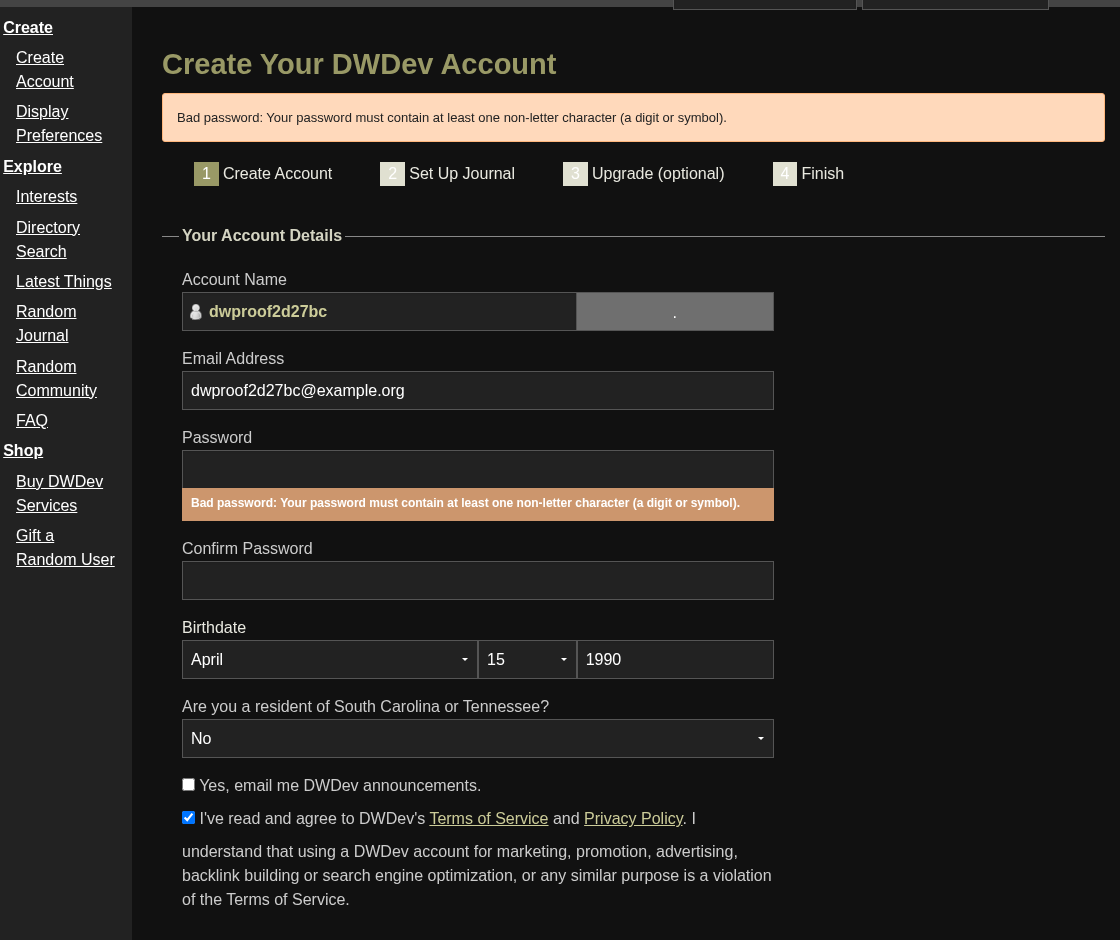 Create
Create
Account
Display
Preferences
Explore
Interests
Directory
Search
Latest Things
Random
Journal
Random
Community
FAQ
Shop
Buy DWDev
Services
Gift a
Random User
Create Your DWDev Account
Bad password: Your password must contain at least one non-letter character (a digit or symbol).
1 Create Account 2 Set Up Journal 3 Upgrade (optional) 4 Finish
Your Account Details
Account Name
dwproof2d27bc .
Email Address
dwproof2d27bc@example.org
Password
Bad password: Your password must contain at least one non-letter character (a digit or symbol).
Confirm Password
Birthdate
April 15 1990
Are you a resident of South Carolina or Tennessee?
No
Yes, email me DWDev announcements.
I've read and agree to DWDev's Terms of Service and Privacy Policy. I
understand that using a DWDev account for marketing, promotion, advertising,
backlink building or search engine optimization, or any similar purpose is a violation
of the Terms of Service.